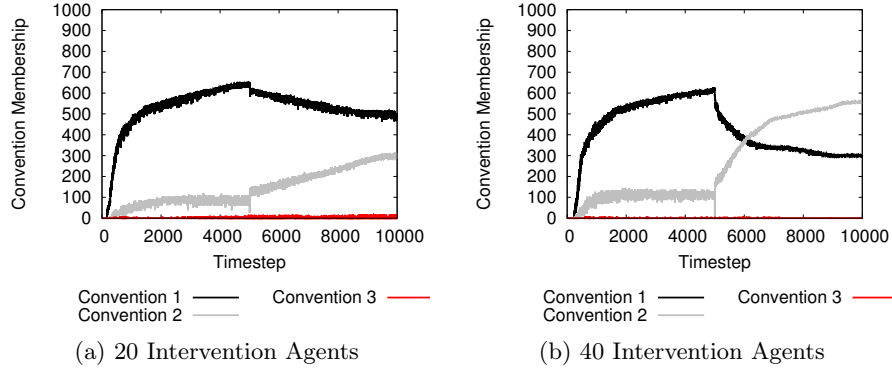 1000
900
800
700
600
500
400
300
200
100
0
Convention Membership
0 2000 4000 6000 8000 10000
Timestep
Convention 1
Convention 2
Convention 3
(a) 20 Intervention Agents
1000
900
800
700
600
500
400
300
200
100
0
Convention Membership
0 2000 4000 6000 8000 10000
Timestep
Convention 1
Convention 2
Convention 3
(b) 40 Intervention Agents